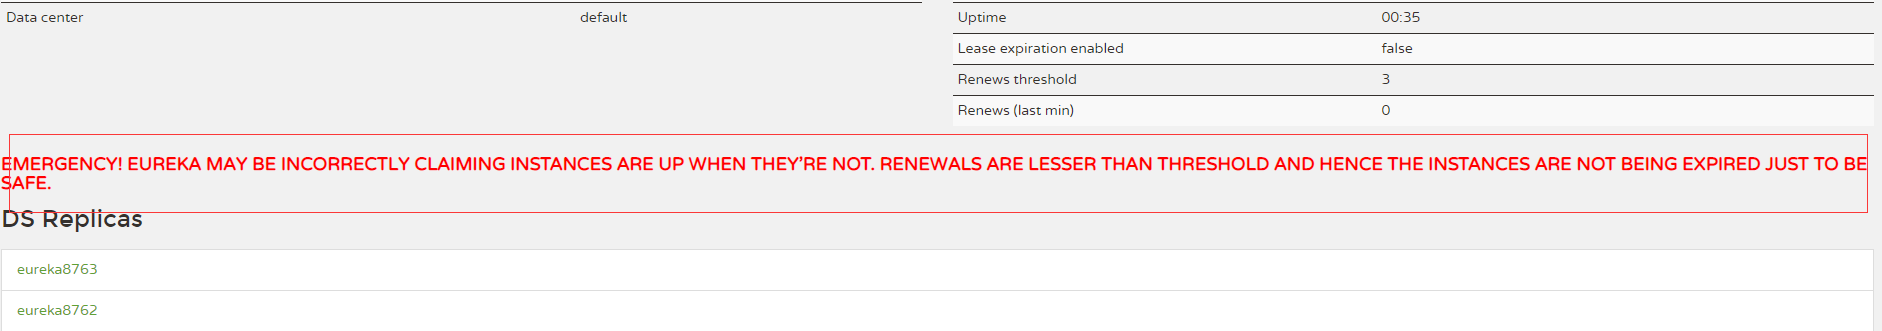 Data center default
Uptime 00:35
Lease expiration enabled false
Renews threshold 3
Renews (last min) 0
EMERGENCY! EUREKA MAY BE INCORRECTLY CLAIMING INSTANCES ARE UP WHEN THEY'RE NOT. RENEWALS ARE LESSER THAN THRESHOLD AND HENCE THE INSTANCES ARE NOT BEING EXPIRED JUST TO BE
SAFE.
DS Replicas
eureka8763
eureka8762